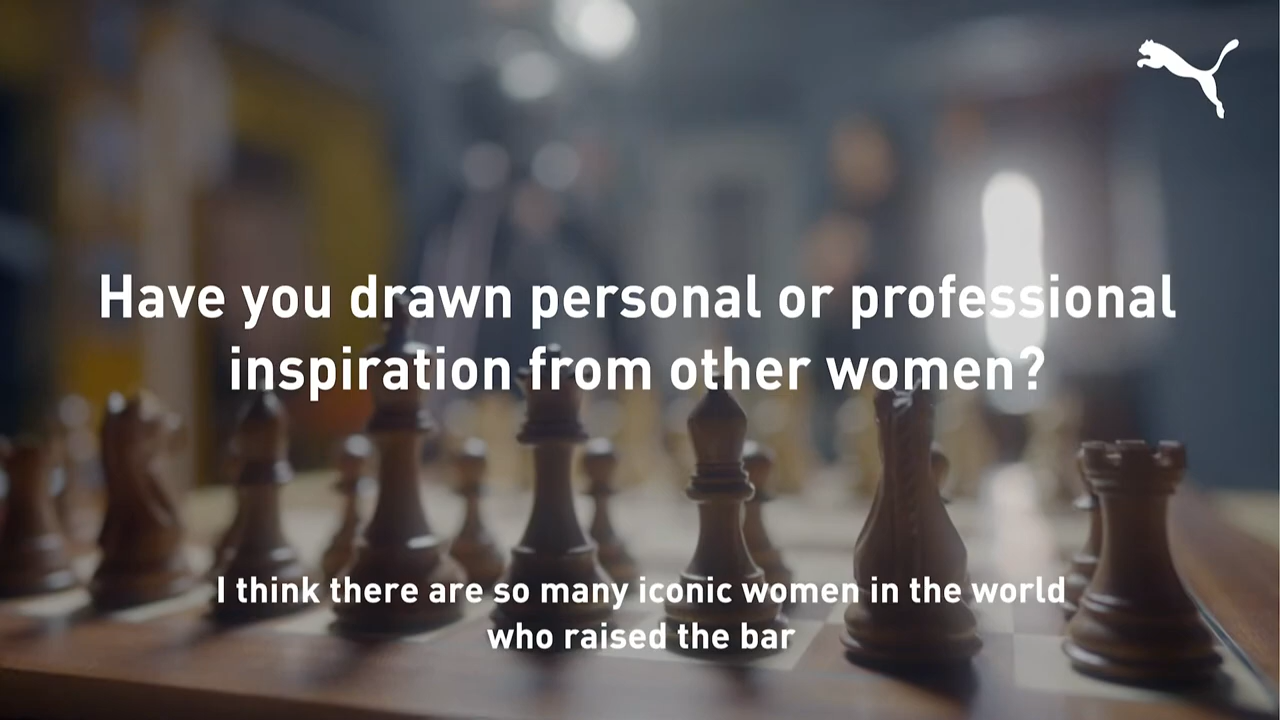 Have you drawn personal or professional
inspiration from other women?
I think there are so many iconic women in the world
who raised the bar